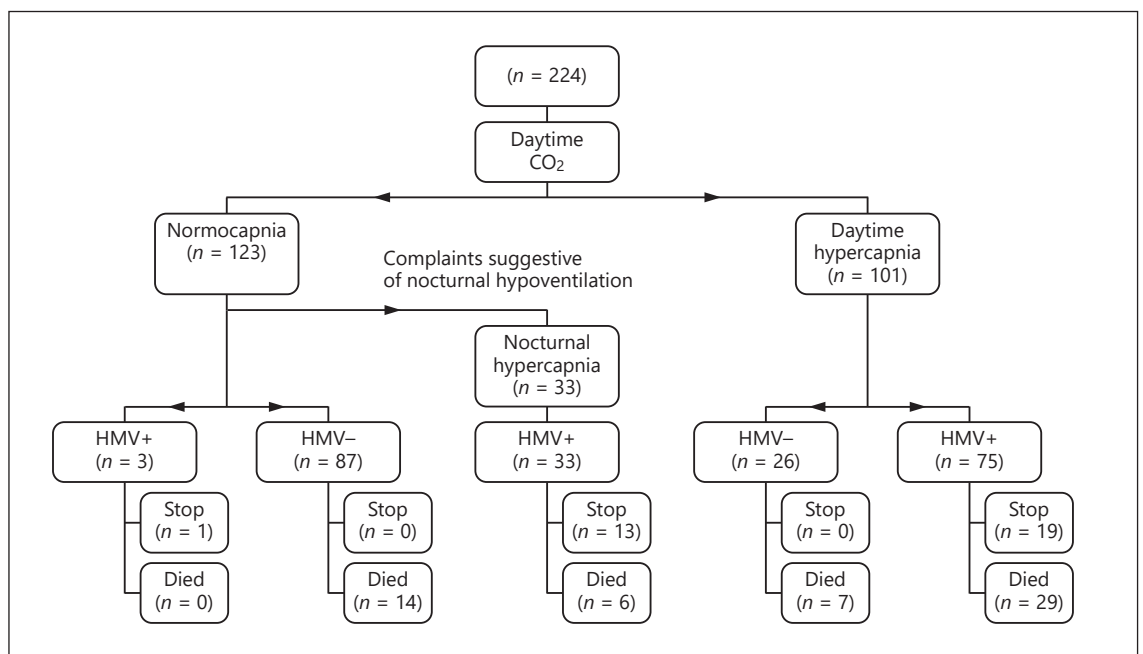 (n = 224)
Daytime
CO₂
Normocapnia
(n = 123)
Complaints suggestive
of nocturnal hypoventilation
Daytime
hypercapnia
(n = 101)
Nocturnal
hypercapnia
(n = 33)
HMV+
(n = 3)
HMV–
(n = 87)
HMV+
(n = 33)
HMV–
(n = 26)
HMV+
(n = 75)
Stop
(n = 1)
Stop
(n = 0)
Stop
(n = 13)
Stop
(n = 0)
Stop
(n = 19)
Died
(n = 0)
Died
(n = 14)
Died
(n = 6)
Died
(n = 7)
Died
(n = 29)